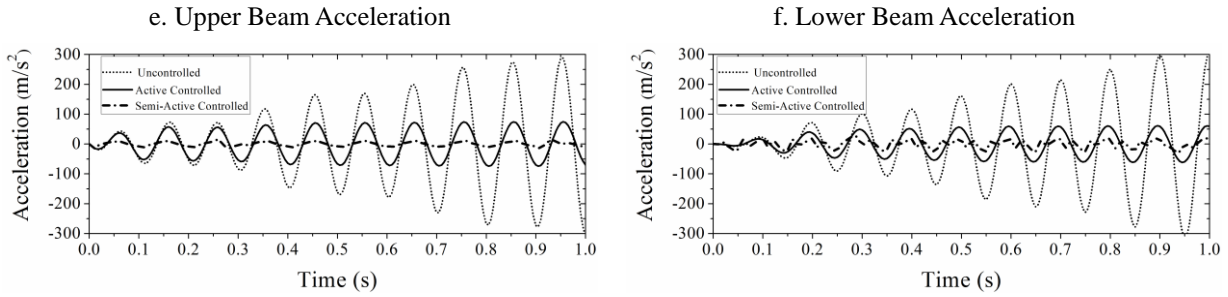 e. Upper Beam Acceleration
300
200
100
0
-100
-200
-300
Acceleration (m/s²)
Uncontrolled
Active Controlled
Semi-Active Controlled
0.0 0.1 0.2 0.3 0.4 0.5 0.6 0.7 0.8 0.9 1.0
Time (s)
f. Lower Beam Acceleration
300
200
100
0
-100
-200
-300
Acceleration (m/s²)
Uncontrolled
Active Controlled
Semi-Active Controlled
0.0 0.1 0.2 0.3 0.4 0.5 0.6 0.7 0.8 0.9 1.0
Time (s)